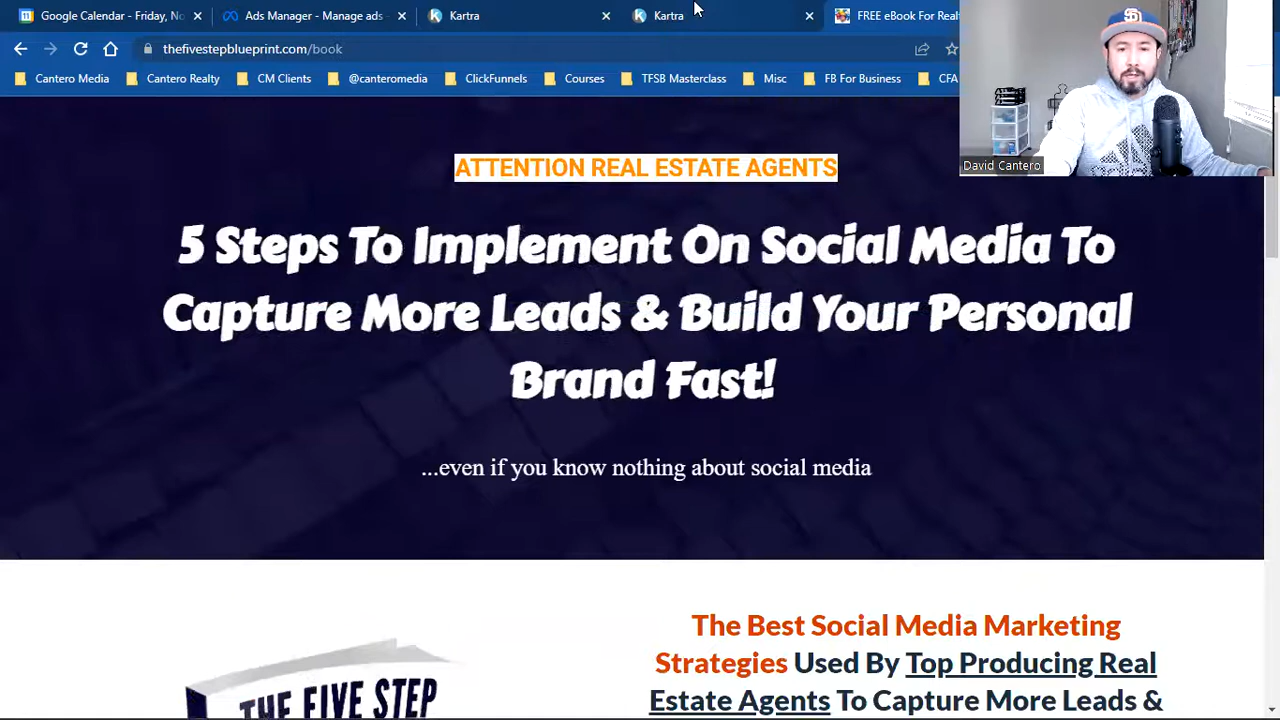 Google Calendar - Friday, No
Ads Manager - Manage ads -
Kartra
Kartra
FREE eBook For Real
thefivestepblueprint.com/book
Cantero Media
Cantero Realty
CM Clients
@canteromedia
ClickFunnels
Courses
TFSB Masterclass
Misc
FB For Business
CFA
David Cantero
ATTENTION REAL ESTATE AGENTS
5 Steps To Implement On Social Media To
Capture More Leads & Build Your Personal
Brand Fast!
...even if you know nothing about social media
The Best Social Media Marketing
Strategies Used By Top Producing Real
Estate Agents To Capture More Leads &
THE FIVE STEP